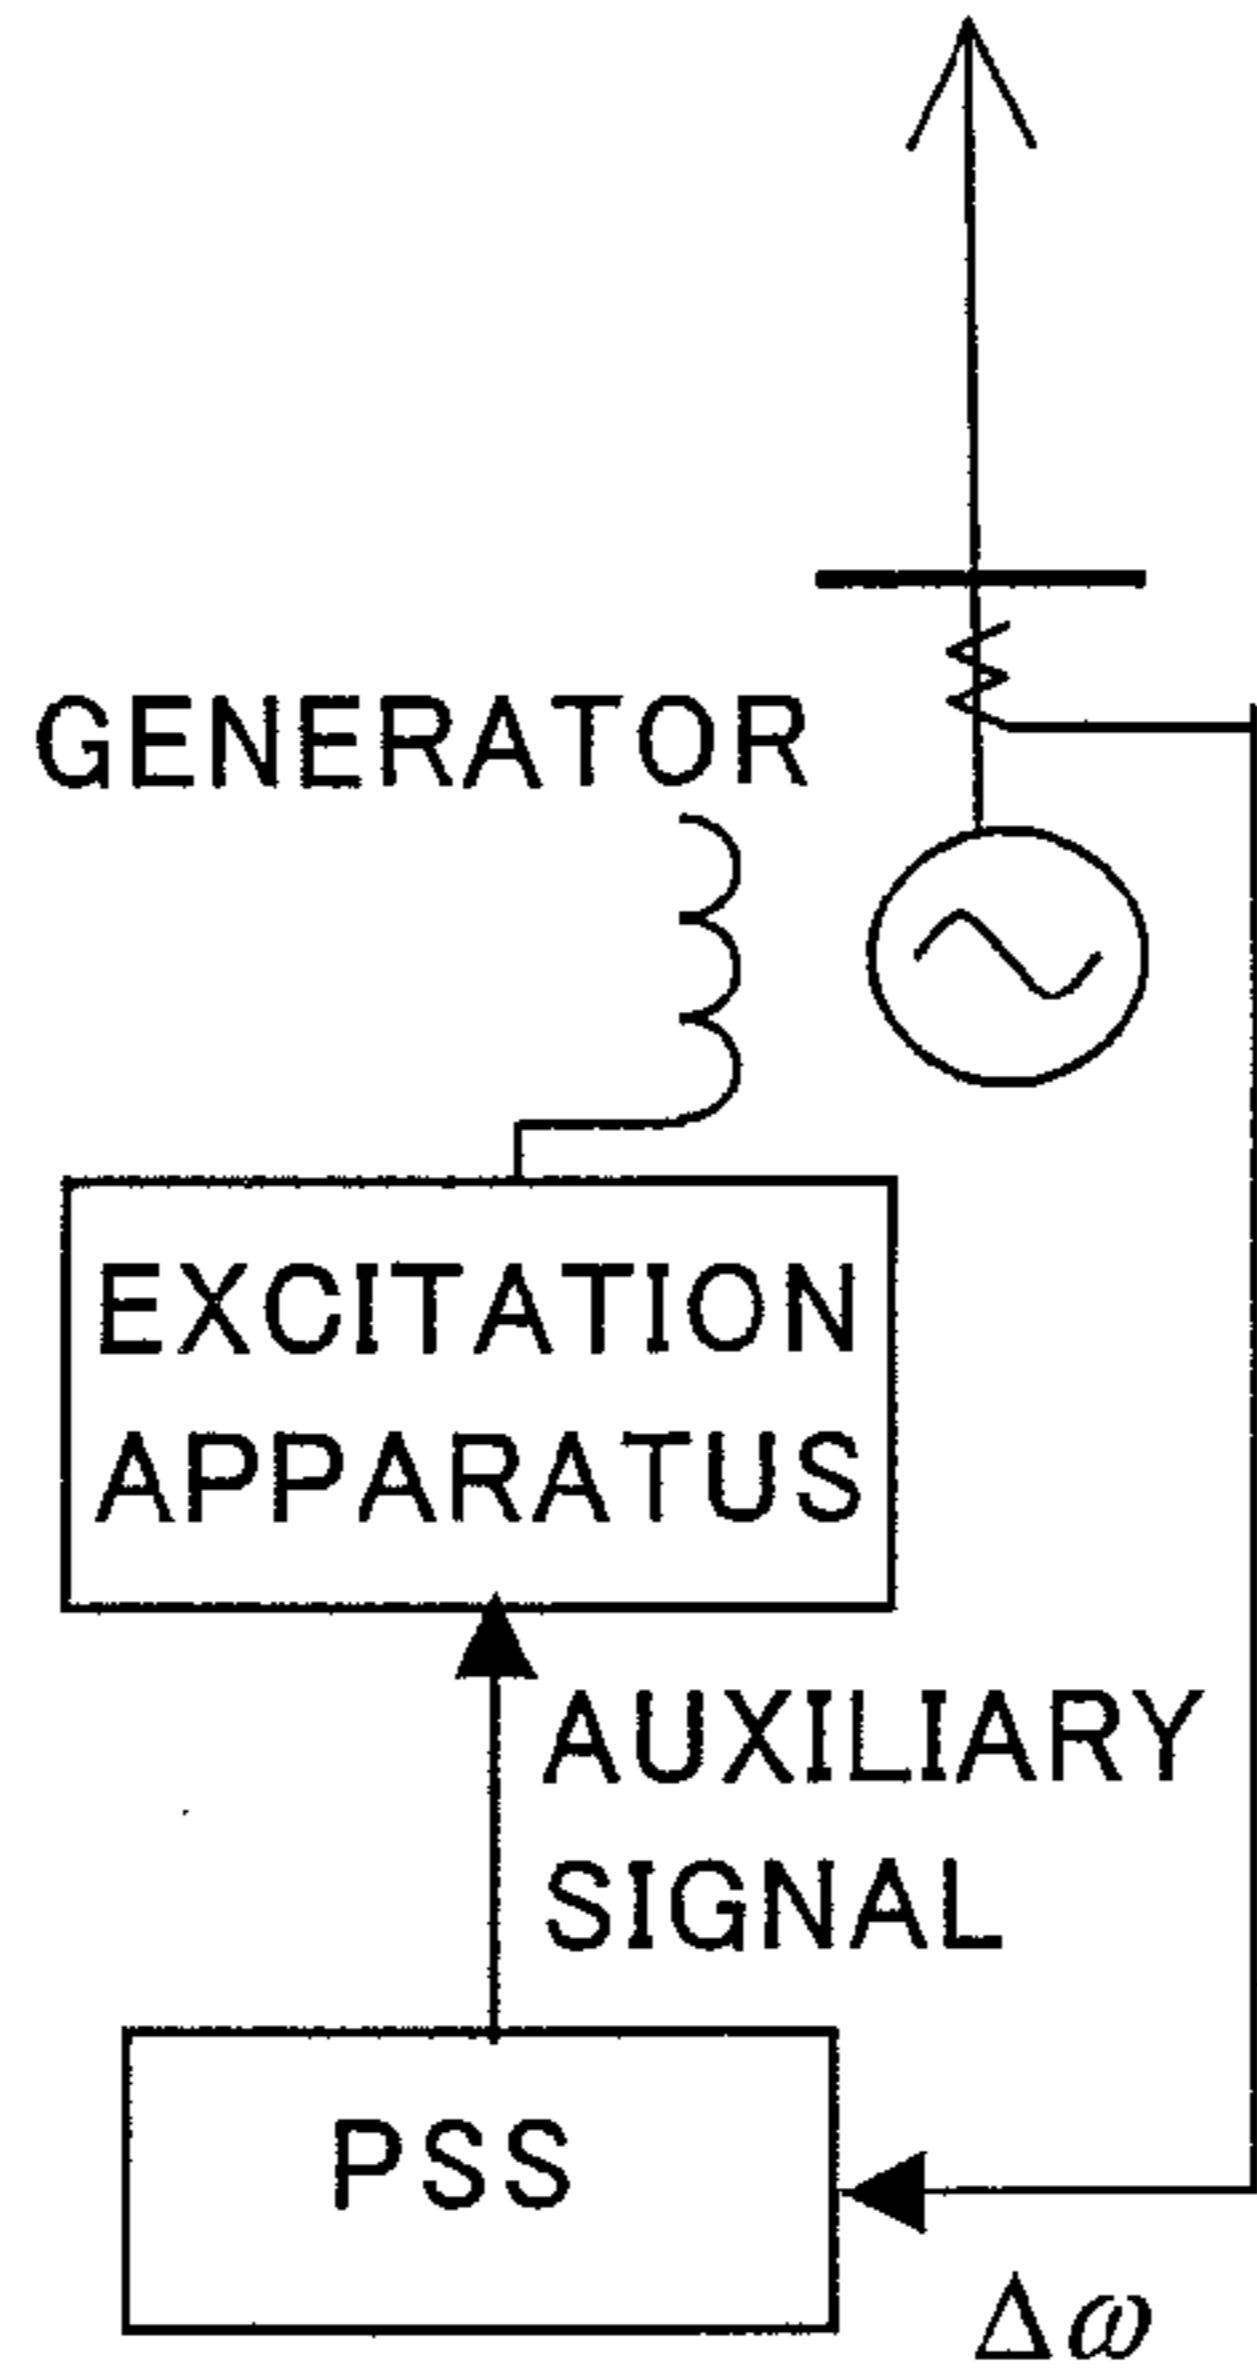 GENERATOR
EXCITATION
APPARATUS
AUXILIARY
SIGNAL
PSS
Δω